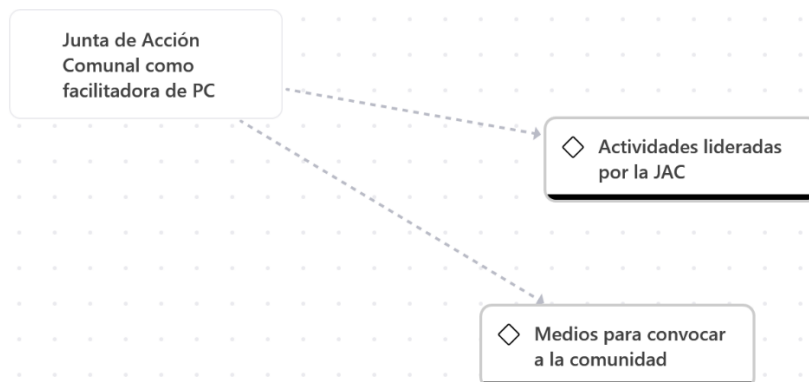 Junta de Acción
Comunal como
facilitadora de PC
Actividades lideradas
por la JAC
Medios para convocar
a la comunidad